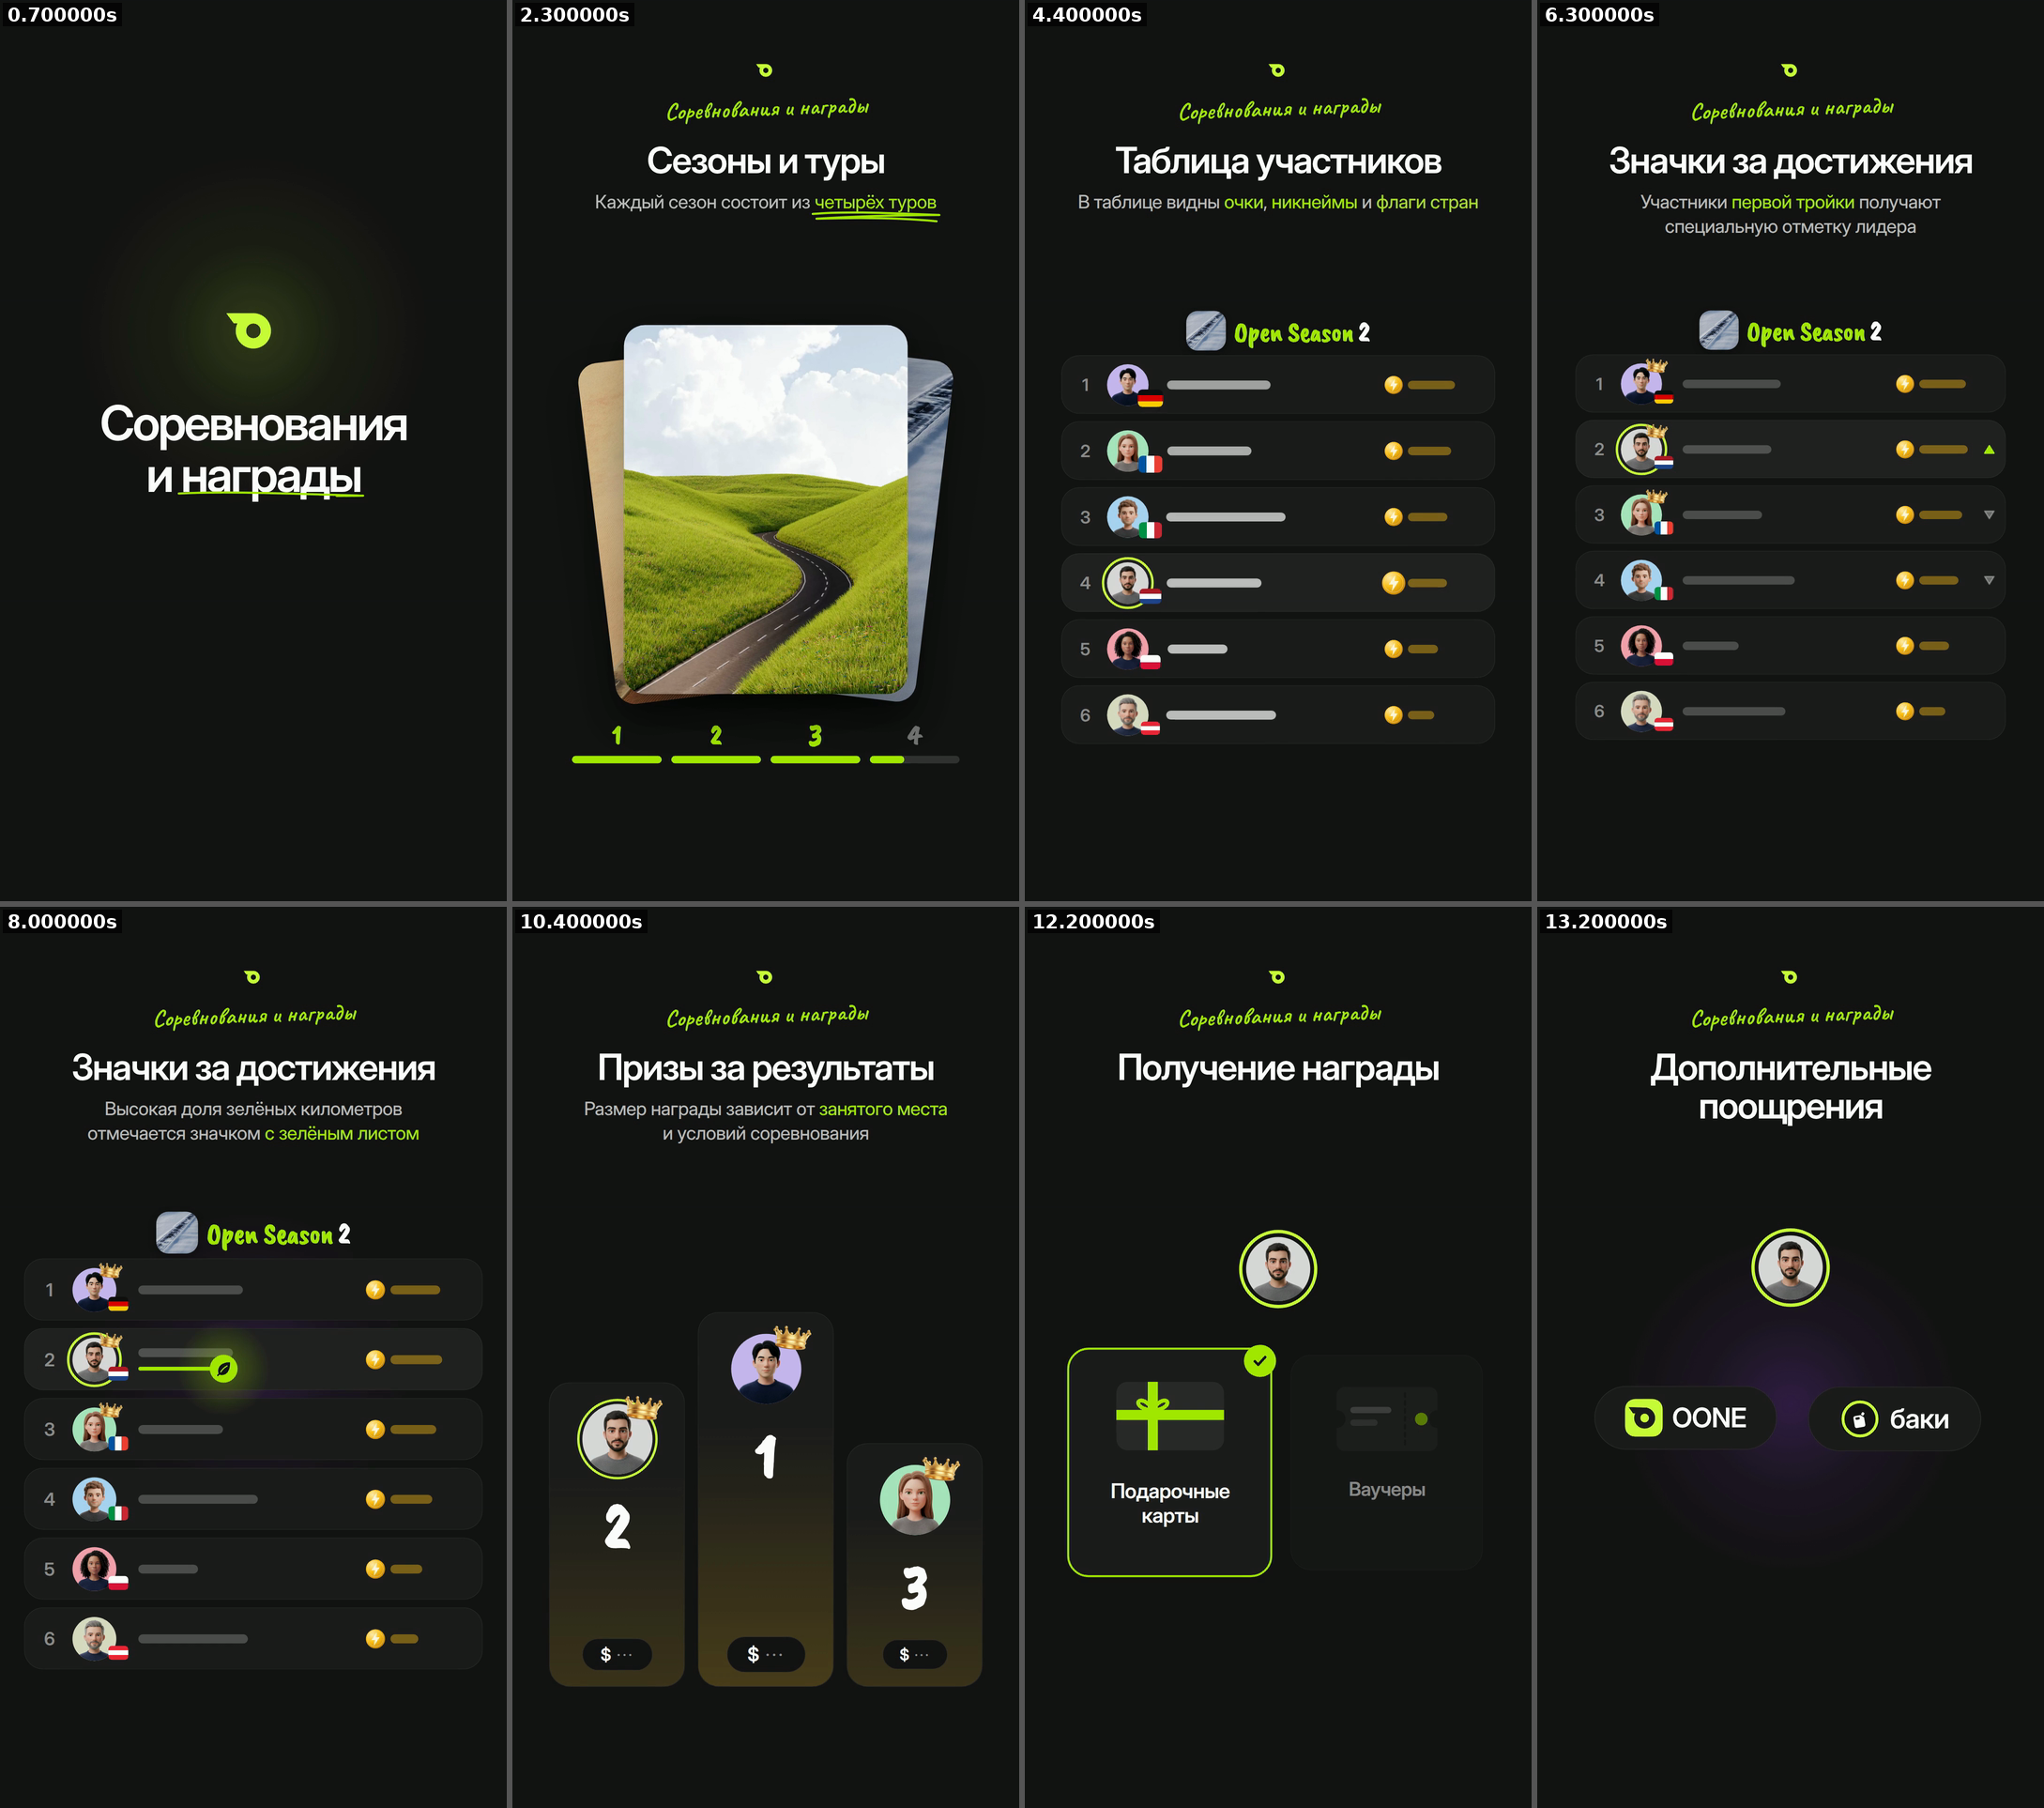 0.700000s
Соревнования
и награды
2.300000s
Соревнования и награды
Сезоны и туры
Каждый сезон состоит из четырёх туров
1 2 3 4
4.400000s
Соревнования и награды
Таблица участников
В таблице видны очки, никнеймы и флаги стран
Open Season 2
1
2
3
4
5
6
6.300000s
Соревнования и награды
Значки за достижения
Участники первой тройки получают
специальную отметку лидера
Open Season 2
1
2
3
4
5
6
8.000000s
Соревнования и награды
Значки за достижения
Высокая доля зелёных километров
отмечается значком с зелёным листом
Open Season 2
1
2
3
4
5
6
10.400000s
Соревнования и награды
Призы за результаты
Размер награды зависит от занятого места
и условий соревнования
1
2
3
$ ··· $ ··· $ ···
12.200000s
Соревнования и награды
Получение награды
Подарочные
карты
Ваучеры
13.200000s
Соревнования и награды
Дополнительные
поощрения
OONE баки